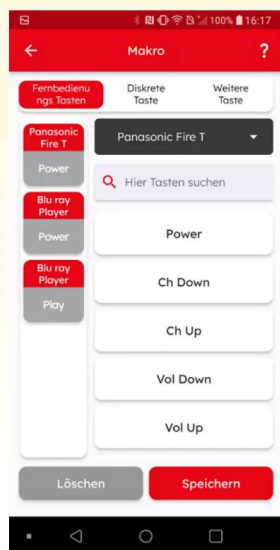 100% 16:17
Makro ?
Fernbedienu
ngs Tasten
Diskrete
Taste
Weitere
Taste
Panasonic
Fire T
Power
Blu ray
Player
Power
Blu ray
Player
Play
Panasonic Fire T
Hier Tasten suchen
Power
Ch Down
Ch Up
Vol Down
Vol Up
Löschen
Speichern